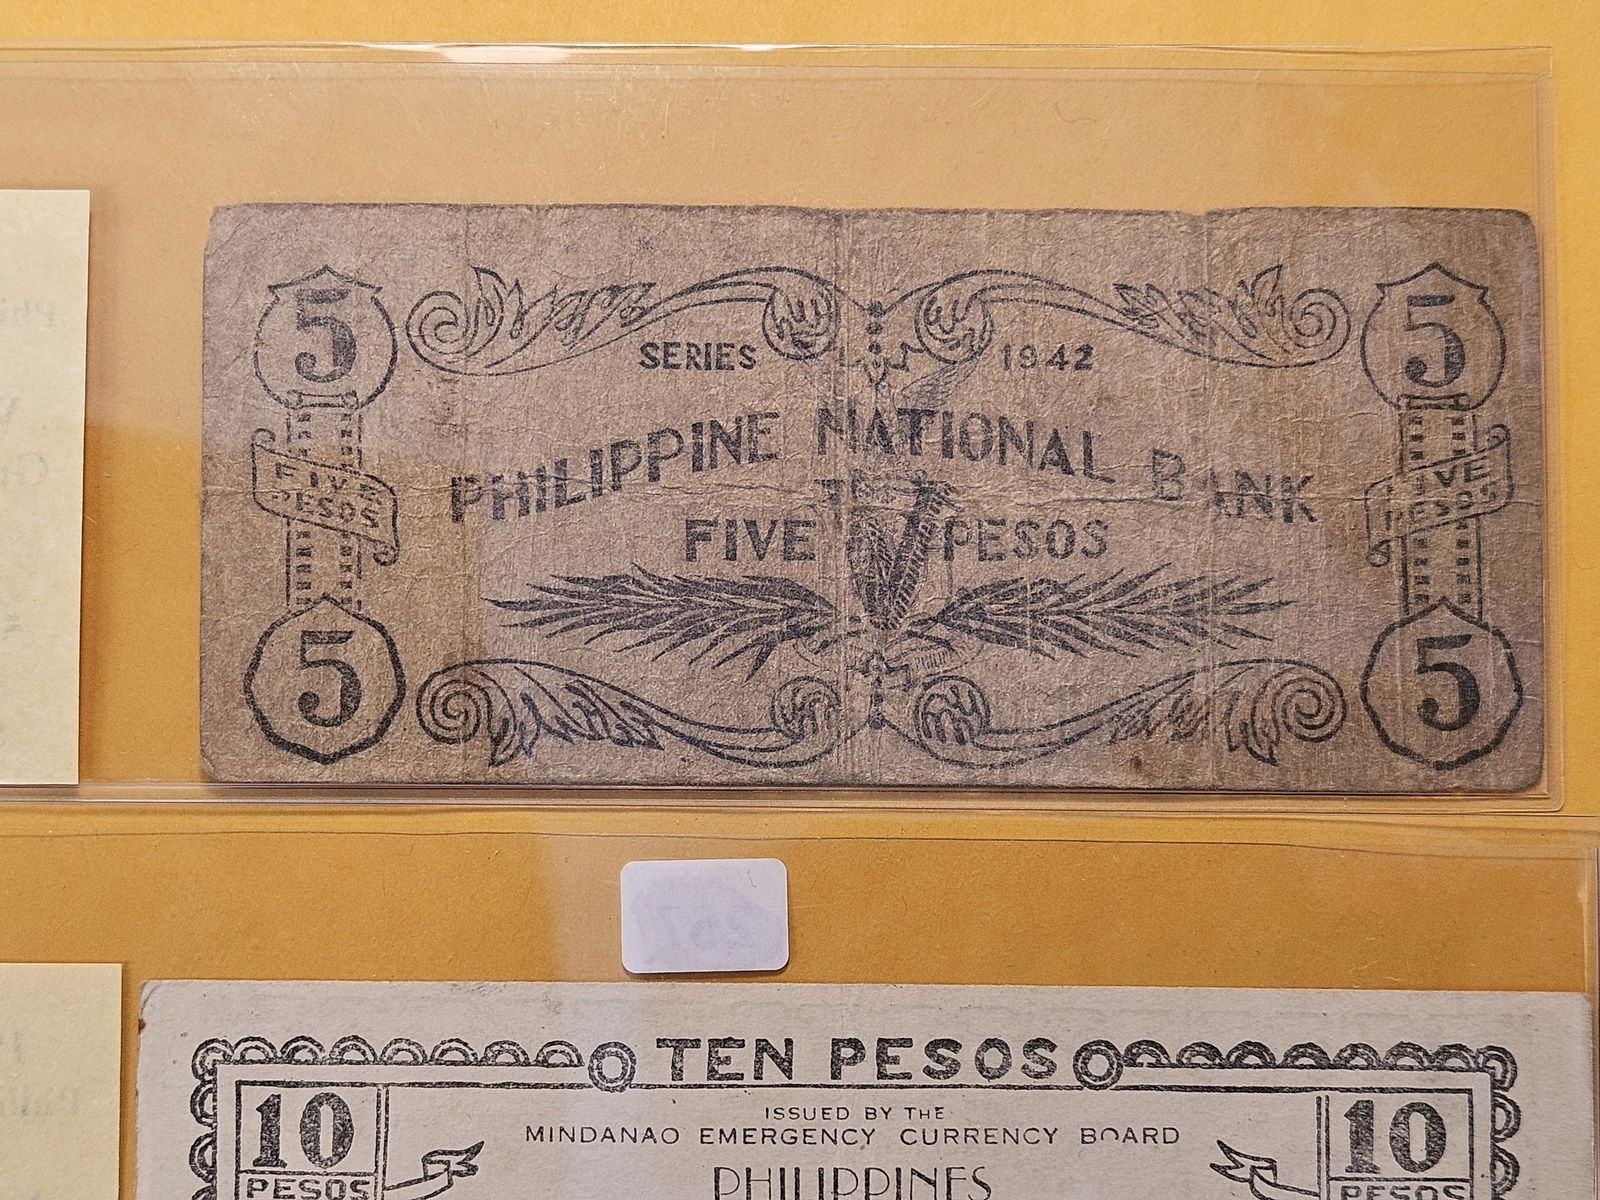 5
5
SERIES 1942
PHILIPPINE NATIONAL BANK
FIVE PESOS
FIVE
PESOS
FIVE
PESOS
5
5
TEN PESOS
10
PESOS
10
PESOS
ISSUED BY THE
MINDANAO EMERGENCY CURRENCY BOARD
PHILIPPINES